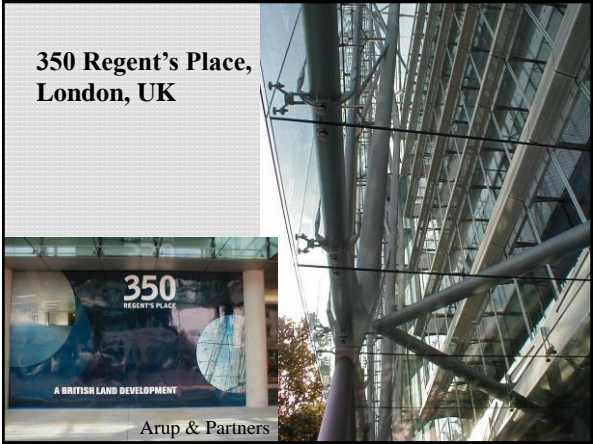 350 Regent’s Place,
London, UK
350
REGENT'S PLACE
A BRITISH LAND DEVELOPMENT
Arup & Partners